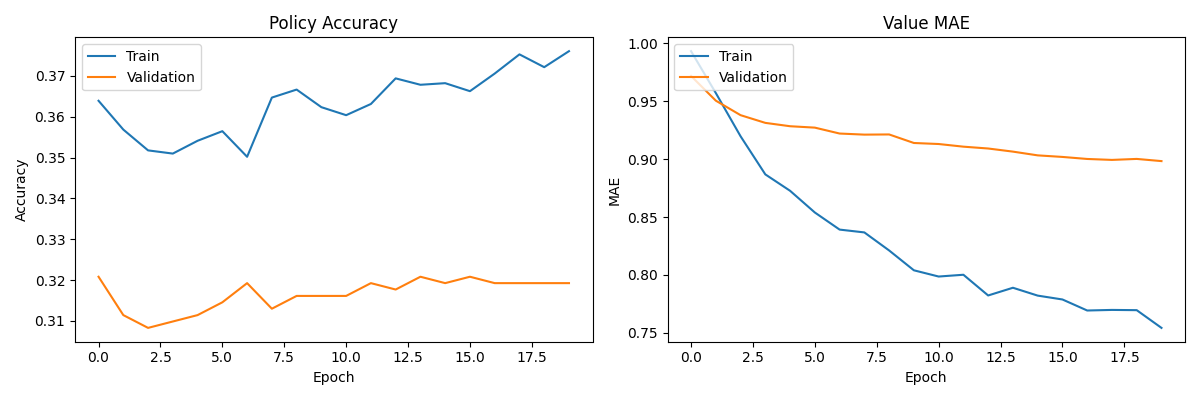 Policy Accuracy
Train
Validation
0.37
0.36
0.35
0.34
0.33
0.32
0.31
Accuracy
0.0 2.5 5.0 7.5 10.0 12.5 15.0 17.5
Epoch
Value MAE
Train
Validation
1.00
0.95
0.90
0.85
0.80
0.75
MAE
0.0 2.5 5.0 7.5 10.0 12.5 15.0 17.5
Epoch